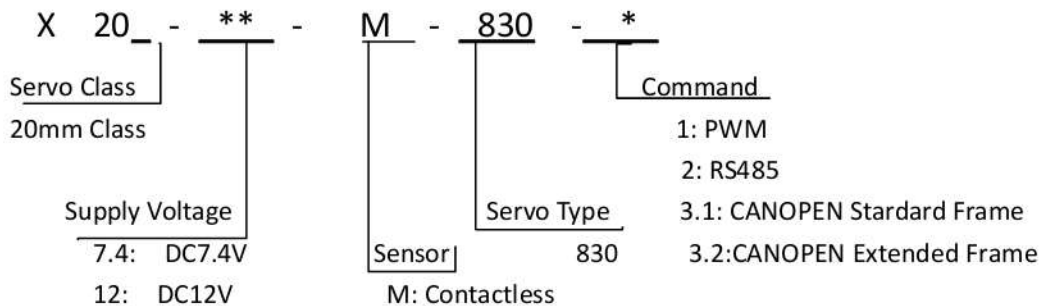 X 20_ - ** - M - 830 - *
Servo Class
Command
20mm Class
1: PWM
2: RS485
Supply Voltage
Servo Type
3.1: CANOPEN Standard Frame
7.4: DC7.4V
Sensor
830
3.2:CANOPEN Extended Frame
12: DC12V
M: Contactless